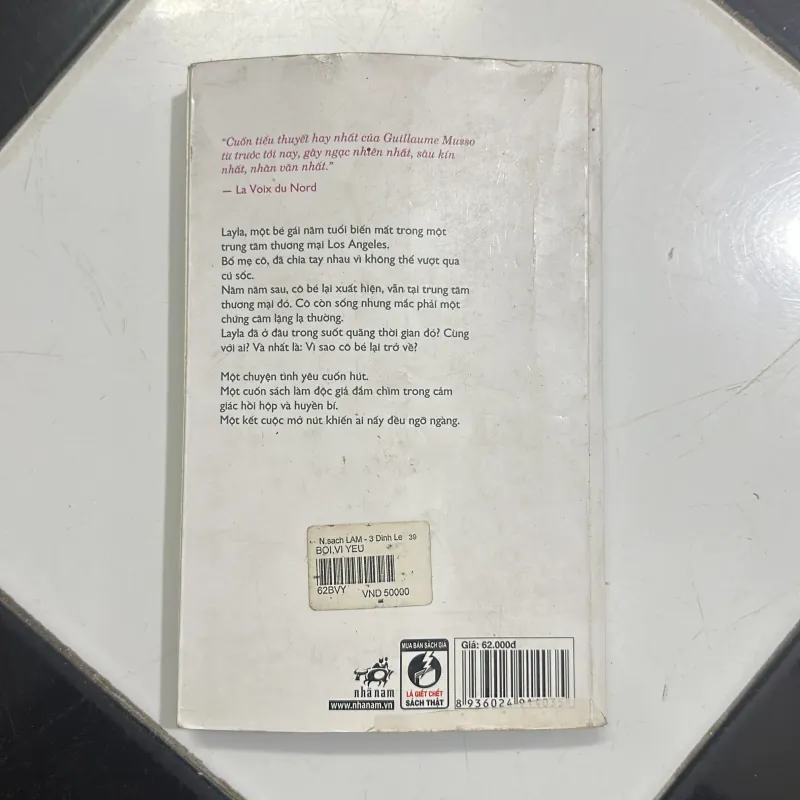 “Cuốn tiểu thuyết hay nhất của Guillaume Musso
từ trước tới nay, gây ngạc nhiên nhất, sâu kín
nhất, nhân văn nhất.”
— La Voix du Nord
Layla, một bé gái năm tuổi biến mất trong một
trung tâm thương mại Los Angeles.
Bố mẹ cô, đã chia tay nhau vì không thể vượt qua
cú sốc.
Năm năm sau, cô bé lại xuất hiện, vẫn tại trung tâm
thương mại đó. Cô còn sống nhưng mắc phải một
chứng câm lặng lạ thường.
Layla đã ở đâu trong suốt quãng thời gian đó? Cùng
với ai? Và nhất là: Vì sao cô bé lại trở về?
Một chuyện tình yêu cuốn hút.
Một cuốn sách làm độc giả đắm chìm trong cảm
giác hồi hộp và huyền bí.
Một kết cuộc mở nút khiến ai nấy đều ngỡ ngàng.
N.sach LAM - 3 Dinh Le 39
BOI,VI YEU
62BVY VND 50000
nhã nam
www.nhanam.vn
MUA BÁN SÁCH GIẢ
LÀ GIẾT CHẾT
SÁCH THẬT
Giá: 62.000đ
8 936024